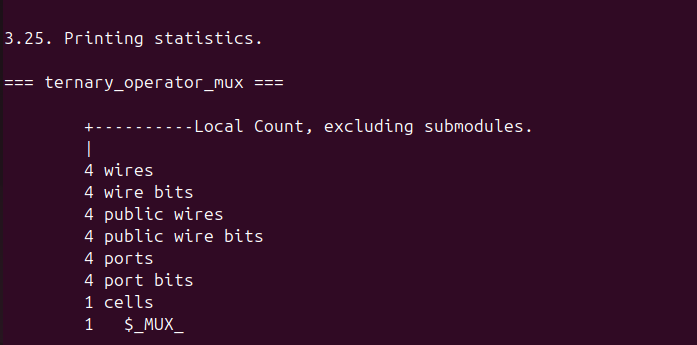 3.25. Printing statistics.
=== ternary_operator_mux ===
+----------Local Count, excluding submodules.
|
4 wires
4 wire bits
4 public wires
4 public wire bits
4 ports
4 port bits
1 cells
1   $_MUX_